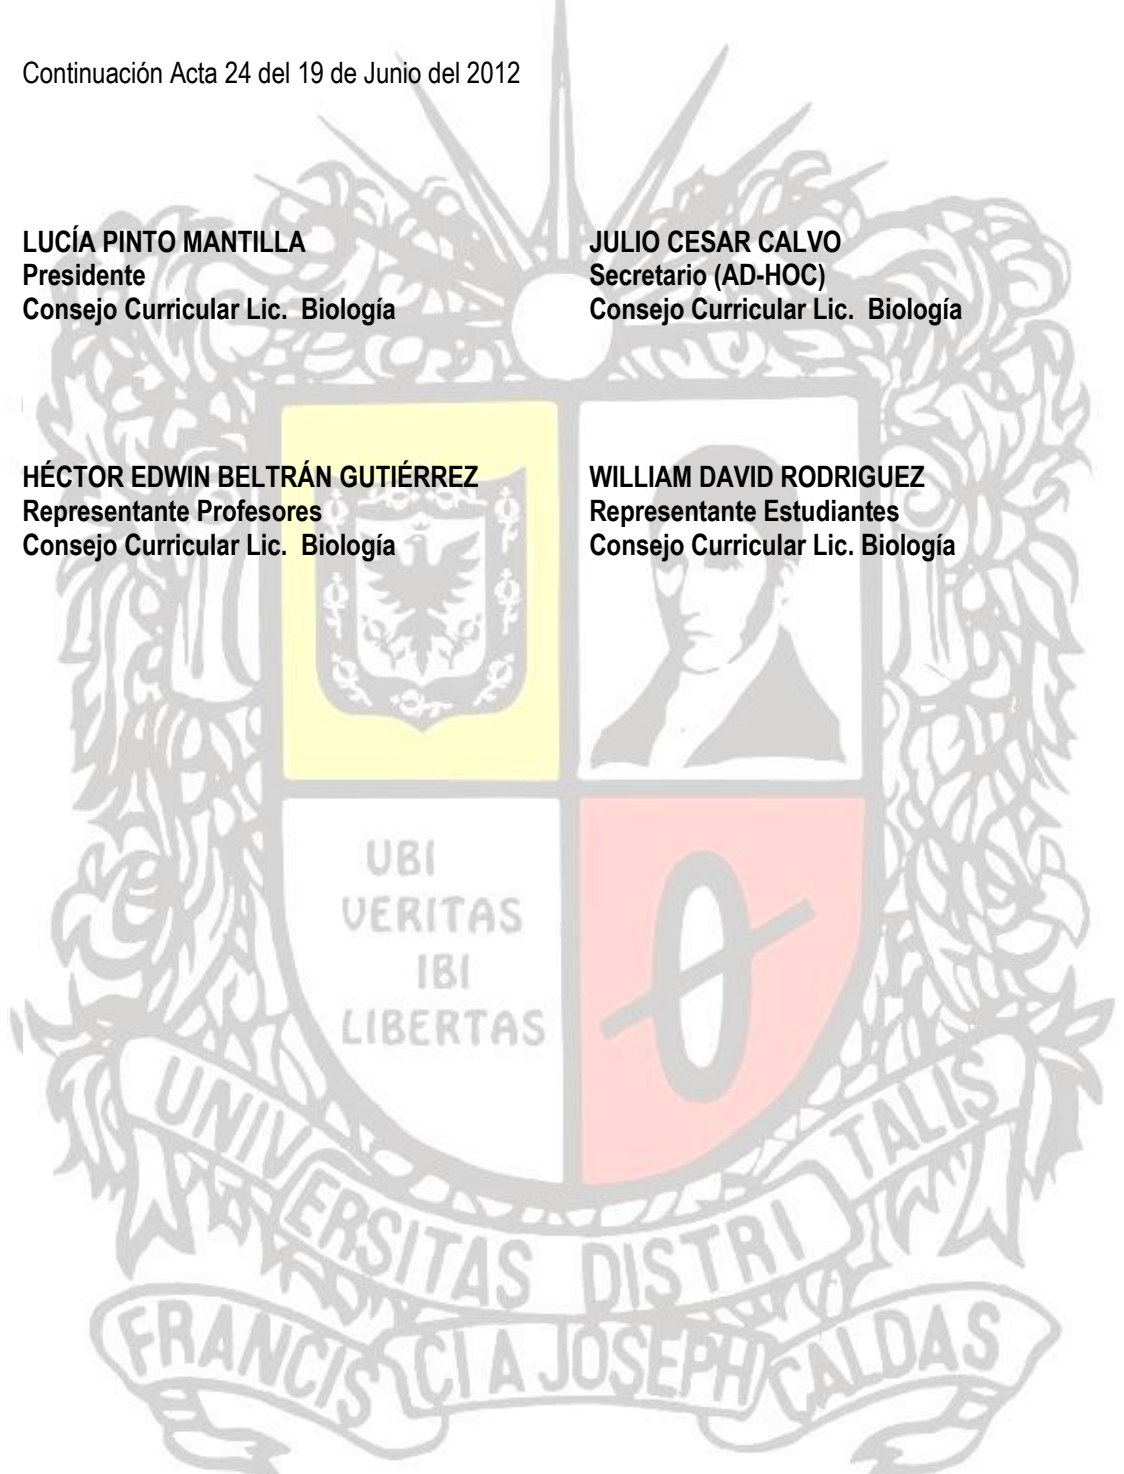 Continuación Acta 24 del 19 de Junio del 2012
LUCÍA PINTO MANTILLA
Presidente
Consejo Curricular Lic.  Biología
JULIO CESAR CALVO
Secretario (AD-HOC)
Consejo Curricular Lic.  Biología
HÉCTOR EDWIN BELTRÁN GUTIÉRREZ
Representante Profesores
Consejo Curricular Lic.  Biología
WILLIAM DAVID RODRIGUEZ
Representante Estudiantes
Consejo Curricular Lic. Biología
UBI
VERITAS
IBI
LIBERTAS
UNIVERSITAS DISTRITALIS
FRANCISCI A JOSEPH CALDAS